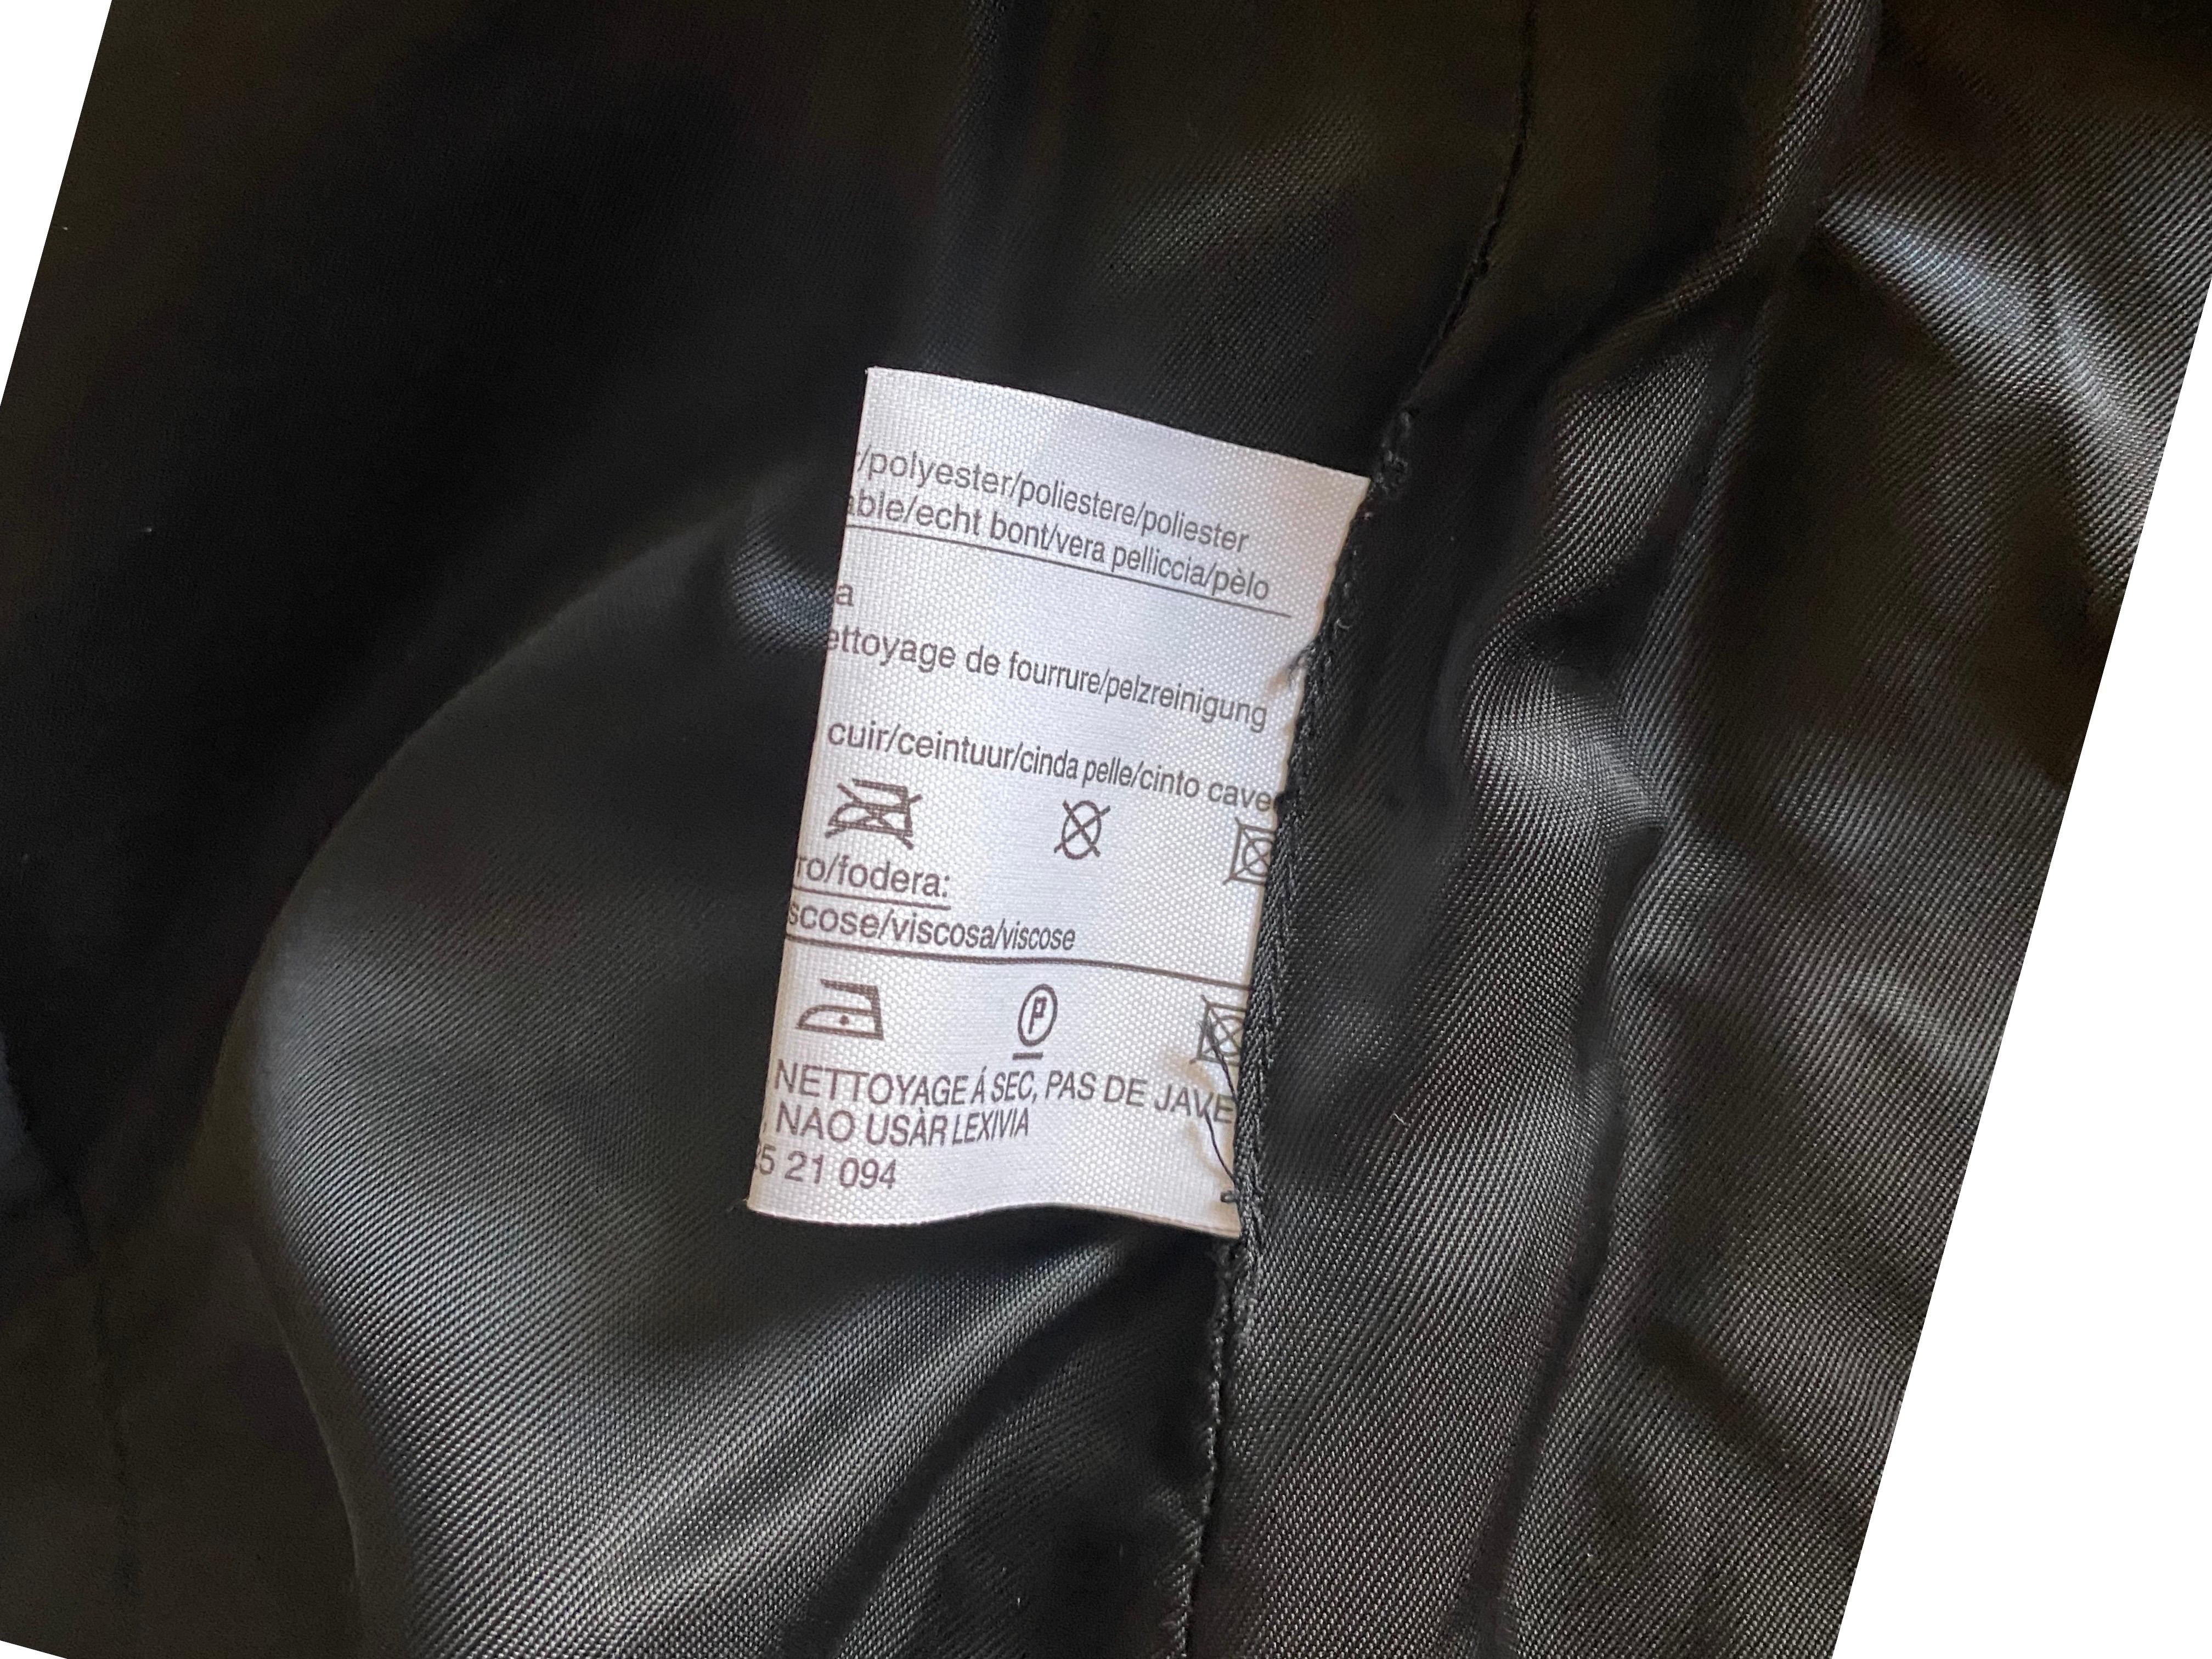 /polyester/poliestere/poliester
able/echt bont/vera pelliccia/pèlo
a
ettoyage de fourrure/pelzreinigung
cuir/ceintuur/cinda pelle/cinto cave
ro/fodera:
scose/viscosa/viscose
P
NETTOYAGE Á SEC, PAS DE JAVE
, NAO USÀR LEXIVIA
5 21 094